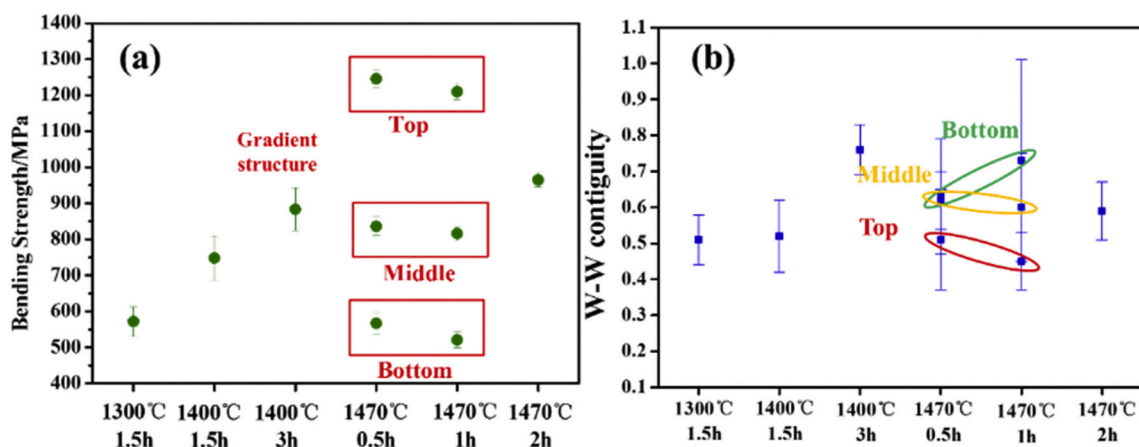 (a)
Bending Strength/MPa
1400
1300
1200
1100
1000
900
800
700
600
500
400
Gradient
structure
Top
Middle
Bottom
1300℃
1.5h
1400℃
1.5h
1400℃
3h
1470℃
0.5h
1470℃
1h
1470℃
2h
(b)
W-W contiguity
1.1
1.0
0.9
0.8
0.7
0.6
0.5
0.4
0.3
0.2
0.1
Bottom
Middle
Top
1300℃
1.5h
1400℃
1.5h
1400℃
3h
1470℃
0.5h
1470℃
1h
1470℃
2h